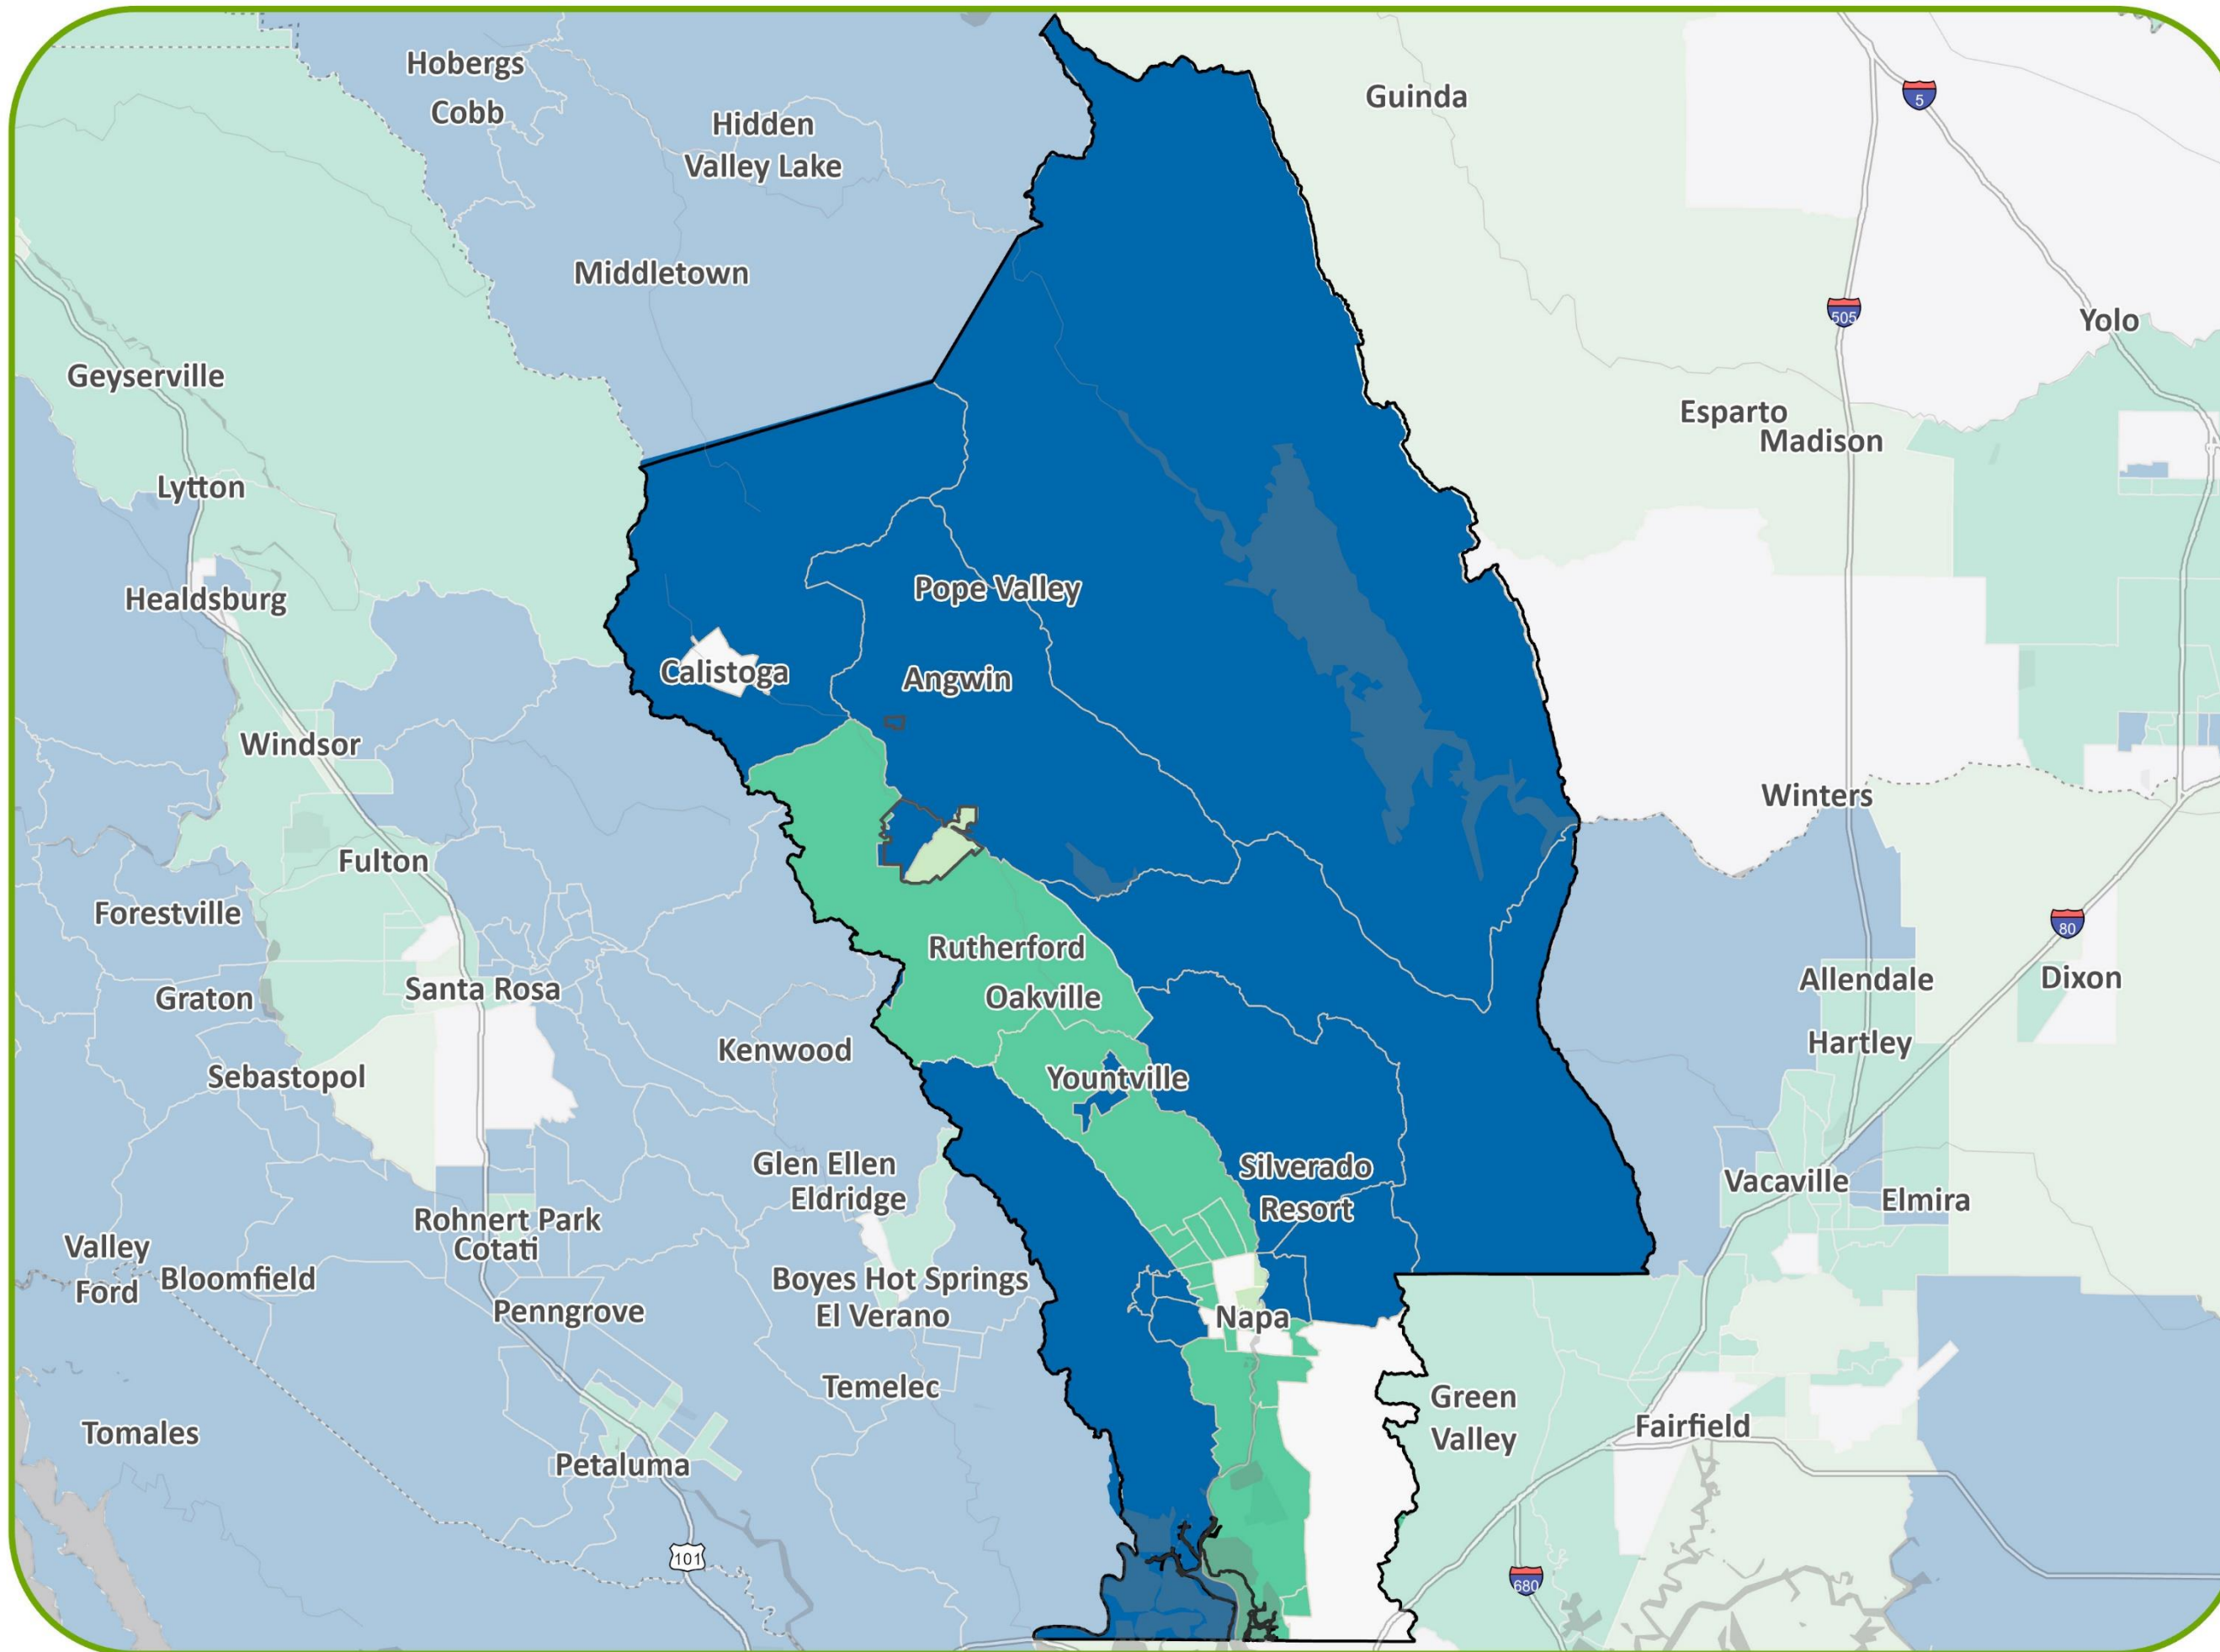 Hobergs
Cobb
Hidden
Valley Lake
Guinda
5
Middletown
505
Yolo
Geyserville
Esparto
Madison
Lytton
Healdsburg
Pope Valley
Calistoga
Angwin
Windsor
Winters
Fulton
Forestville
80
Rutherford
Graton
Santa Rosa
Oakville
Allendale
Dixon
Kenwood
Hartley
Sebastopol
Yountville
Glen Ellen
Eldridge
Silverado
Resort
Vacaville
Elmira
Rohnert Park
Cotati
Valley
Ford
Bloomfield
Boyes Hot Springs
El Verano
Penngrove
Napa
Temelec
Green
Valley
Fairfield
Tomales
Petaluma
101
680